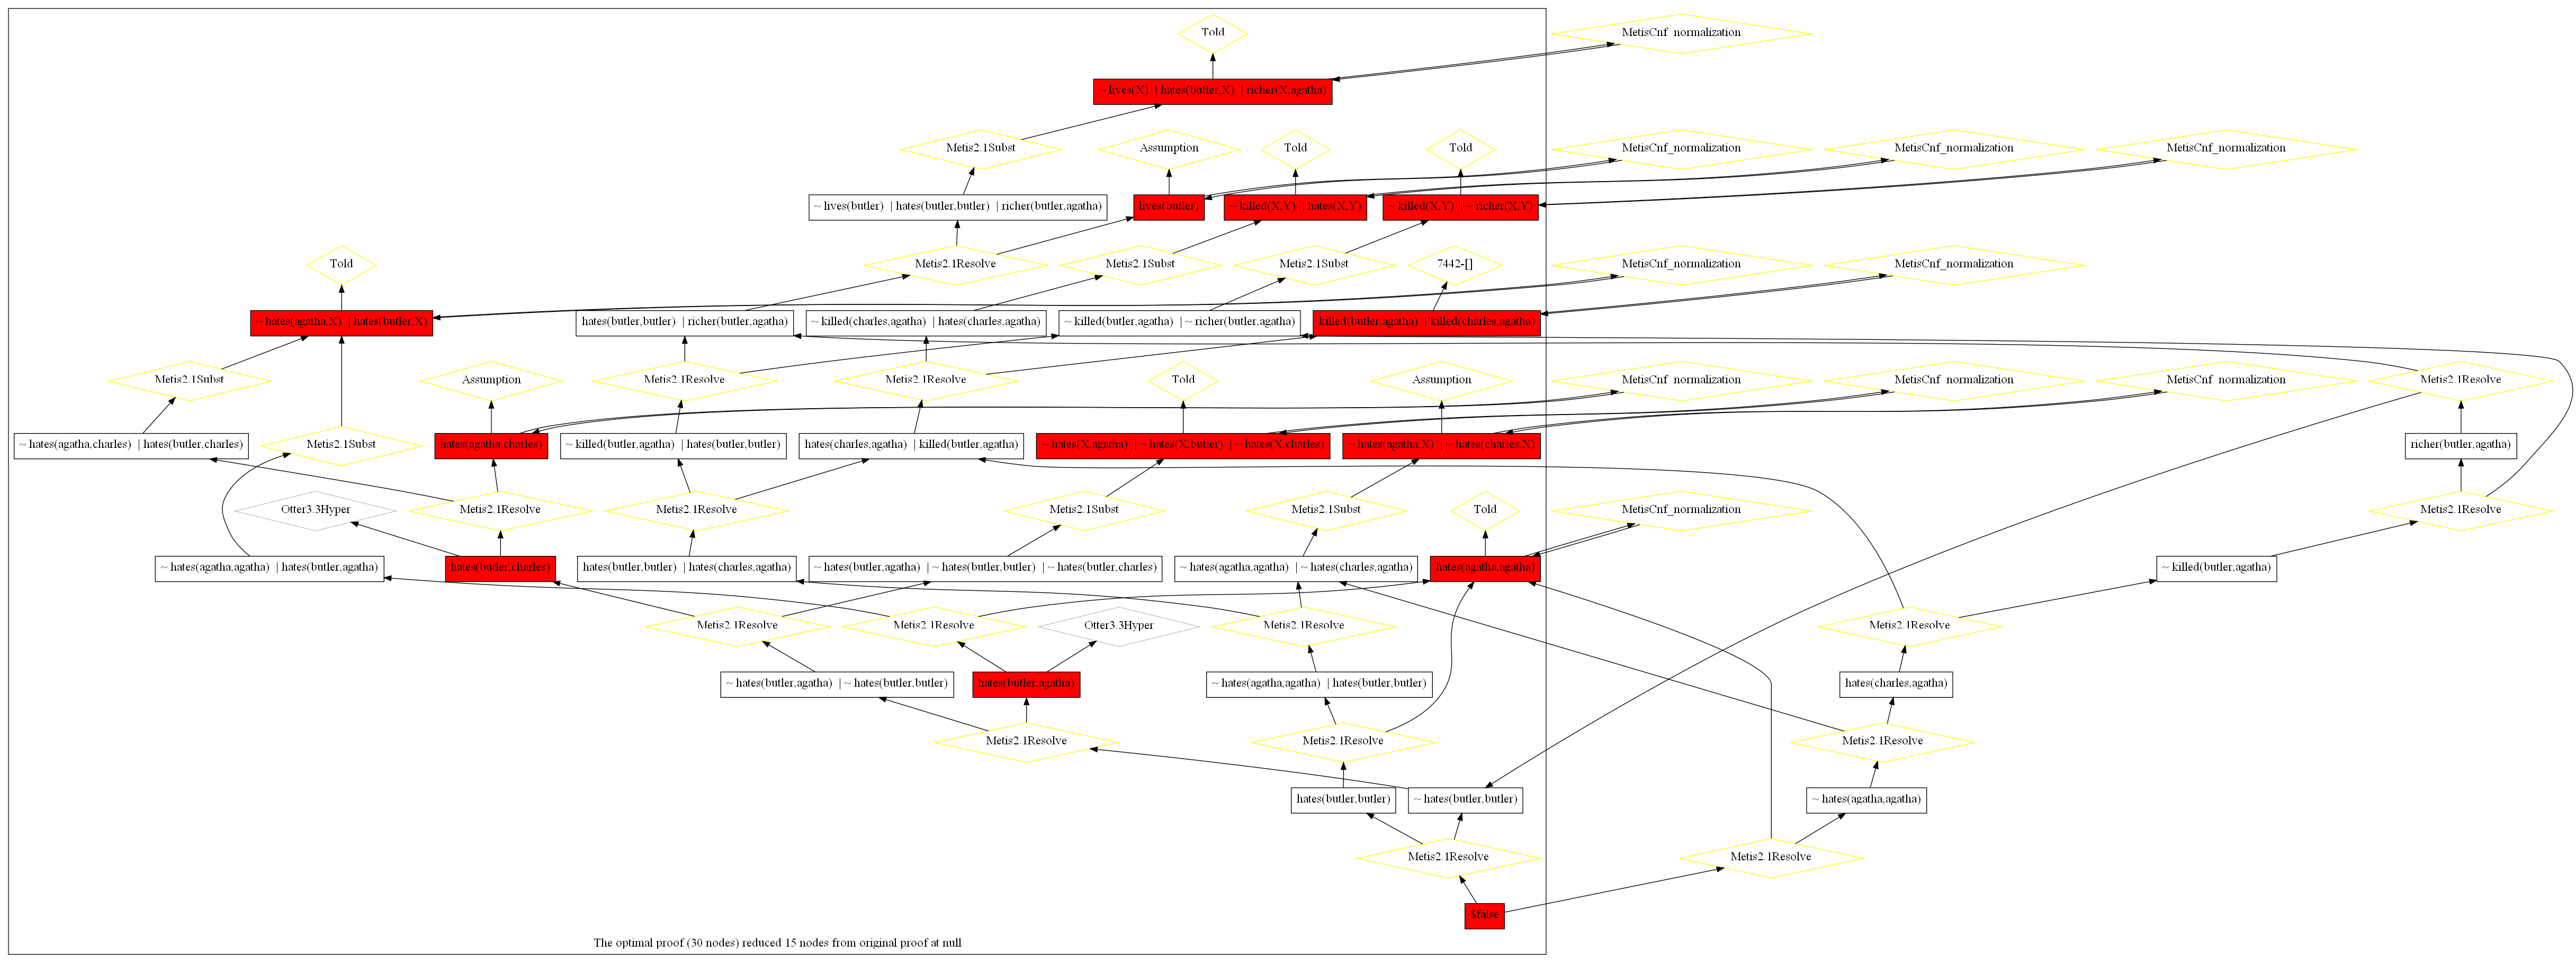 Told
MetisCnf_normalization
~ lives(X) | hates(butler,X) | richer(X,agatha)
Metis2.1Subst
Assumption
Told
Told
MetisCnf_normalization
MetisCnf_normalization
MetisCnf_normalization
~ lives(butler) | hates(butler,butler) | richer(butler,agatha)
lives(butler)
~ killed(X,Y) | hates(X,Y)
~ killed(X,Y) | ~ richer(X,Y)
Told
Metis2.1Resolve
Metis2.1Subst
Metis2.1Subst
7442-[]
MetisCnf_normalization
MetisCnf_normalization
~ hates(agatha,X) | hates(butler,X)
hates(butler,butler) | richer(butler,agatha)
~ killed(charles,agatha) | hates(charles,agatha)
~ killed(butler,agatha) | ~ richer(butler,agatha)
killed(butler,agatha) | killed(charles,agatha)
Metis2.1Subst
Assumption
Metis2.1Resolve
Metis2.1Resolve
Told
Assumption
MetisCnf_normalization
MetisCnf_normalization
MetisCnf_normalization
Metis2.1Resolve
~ hates(agatha,charles) | hates(butler,charles)
Metis2.1Subst
hates(agatha,charles)
~ killed(butler,agatha) | hates(butler,butler)
hates(charles,agatha) | killed(butler,agatha)
~ hates(X,agatha) | ~ hates(X,butler) | ~ hates(X,charles)
~ hates(agatha,X) | ~ hates(charles,X)
richer(butler,agatha)
Otter3.3Hyper
Metis2.1Resolve
Metis2.1Resolve
Metis2.1Subst
Metis2.1Subst
Told
MetisCnf_normalization
Metis2.1Resolve
~ hates(agatha,agatha) | hates(butler,agatha)
hates(butler,charles)
hates(butler,butler) | hates(charles,agatha)
~ hates(butler,agatha) | ~ hates(butler,butler) | ~ hates(butler,charles)
~ hates(agatha,agatha) | ~ hates(charles,agatha)
hates(agatha,agatha)
~ killed(butler,agatha)
Metis2.1Resolve
Metis2.1Resolve
Otter3.3Hyper
Metis2.1Resolve
Metis2.1Resolve
~ hates(butler,agatha) | ~ hates(butler,butler)
hates(butler,agatha)
~ hates(agatha,agatha) | hates(butler,butler)
hates(charles,agatha)
Metis2.1Resolve
Metis2.1Resolve
Metis2.1Resolve
hates(butler,butler)
~ hates(butler,butler)
~ hates(agatha,agatha)
Metis2.1Resolve
Metis2.1Resolve
$false
The optimal proof (30 nodes) reduced 15 nodes from original proof at null